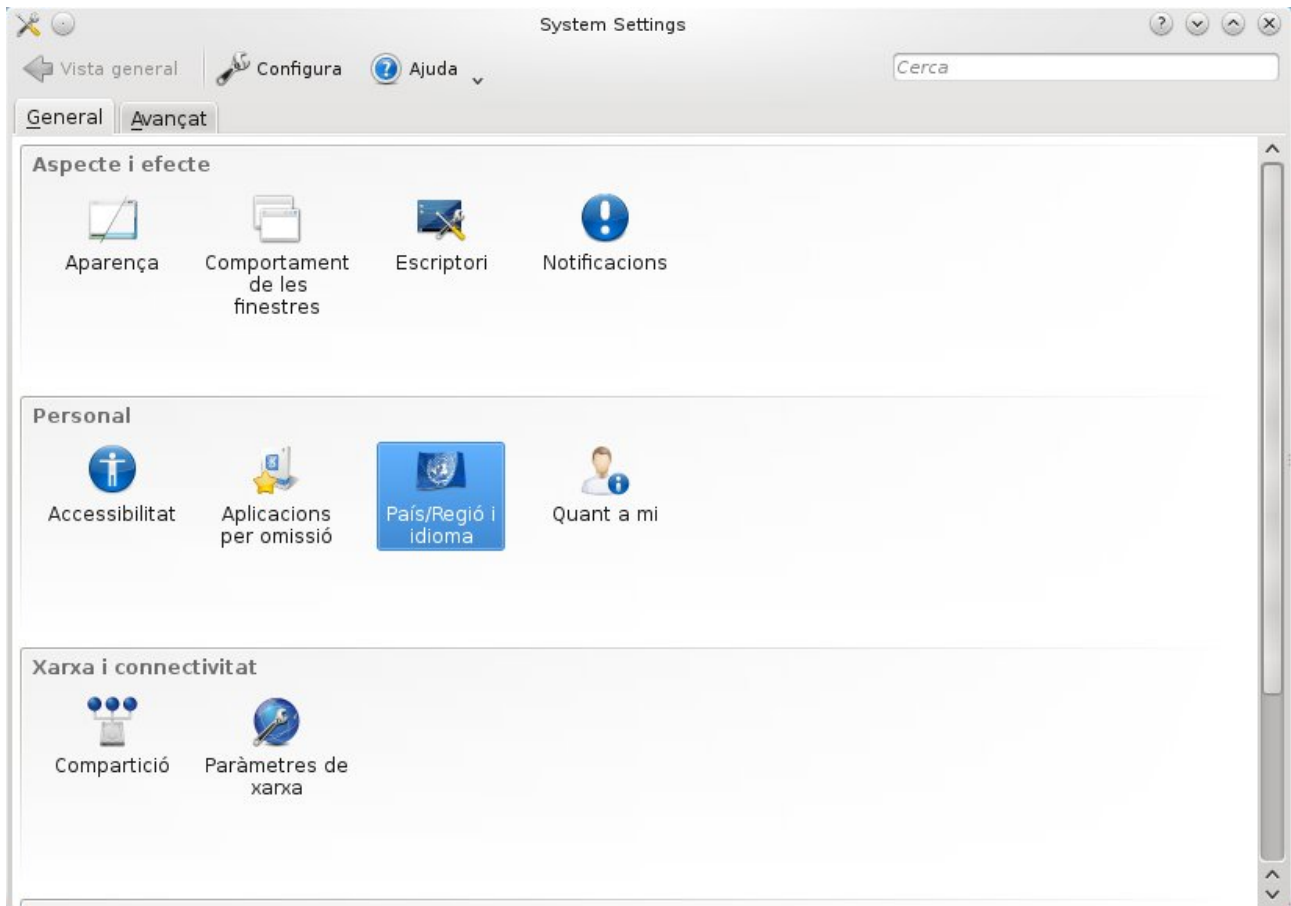 System Settings
Vista general Configura Ajuda Cerca
General Avançat
Aspecte i efecte
Aparença
Comportament
de les
finestres
Escriptori
Notificacions
Personal
Accessibilitat
Aplicacions
per omissió
País/Regió i
idioma
Quant a mi
Xarxa i connectivitat
Compartició
Paràmetres de
xarxa